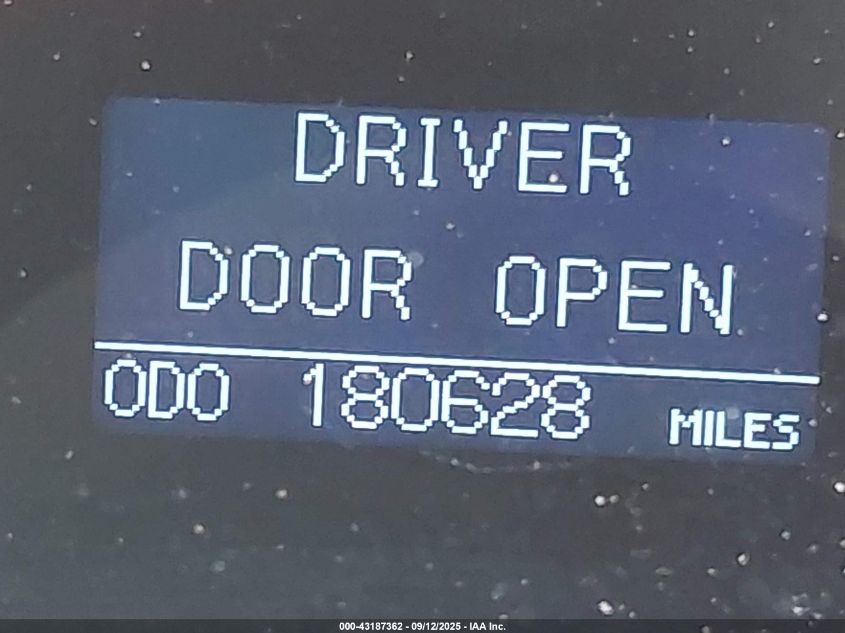 DRIVER
DOOR OPEN
ODO 180628 MILES
000-43187362 - 09/12/2025 - IAA Inc.